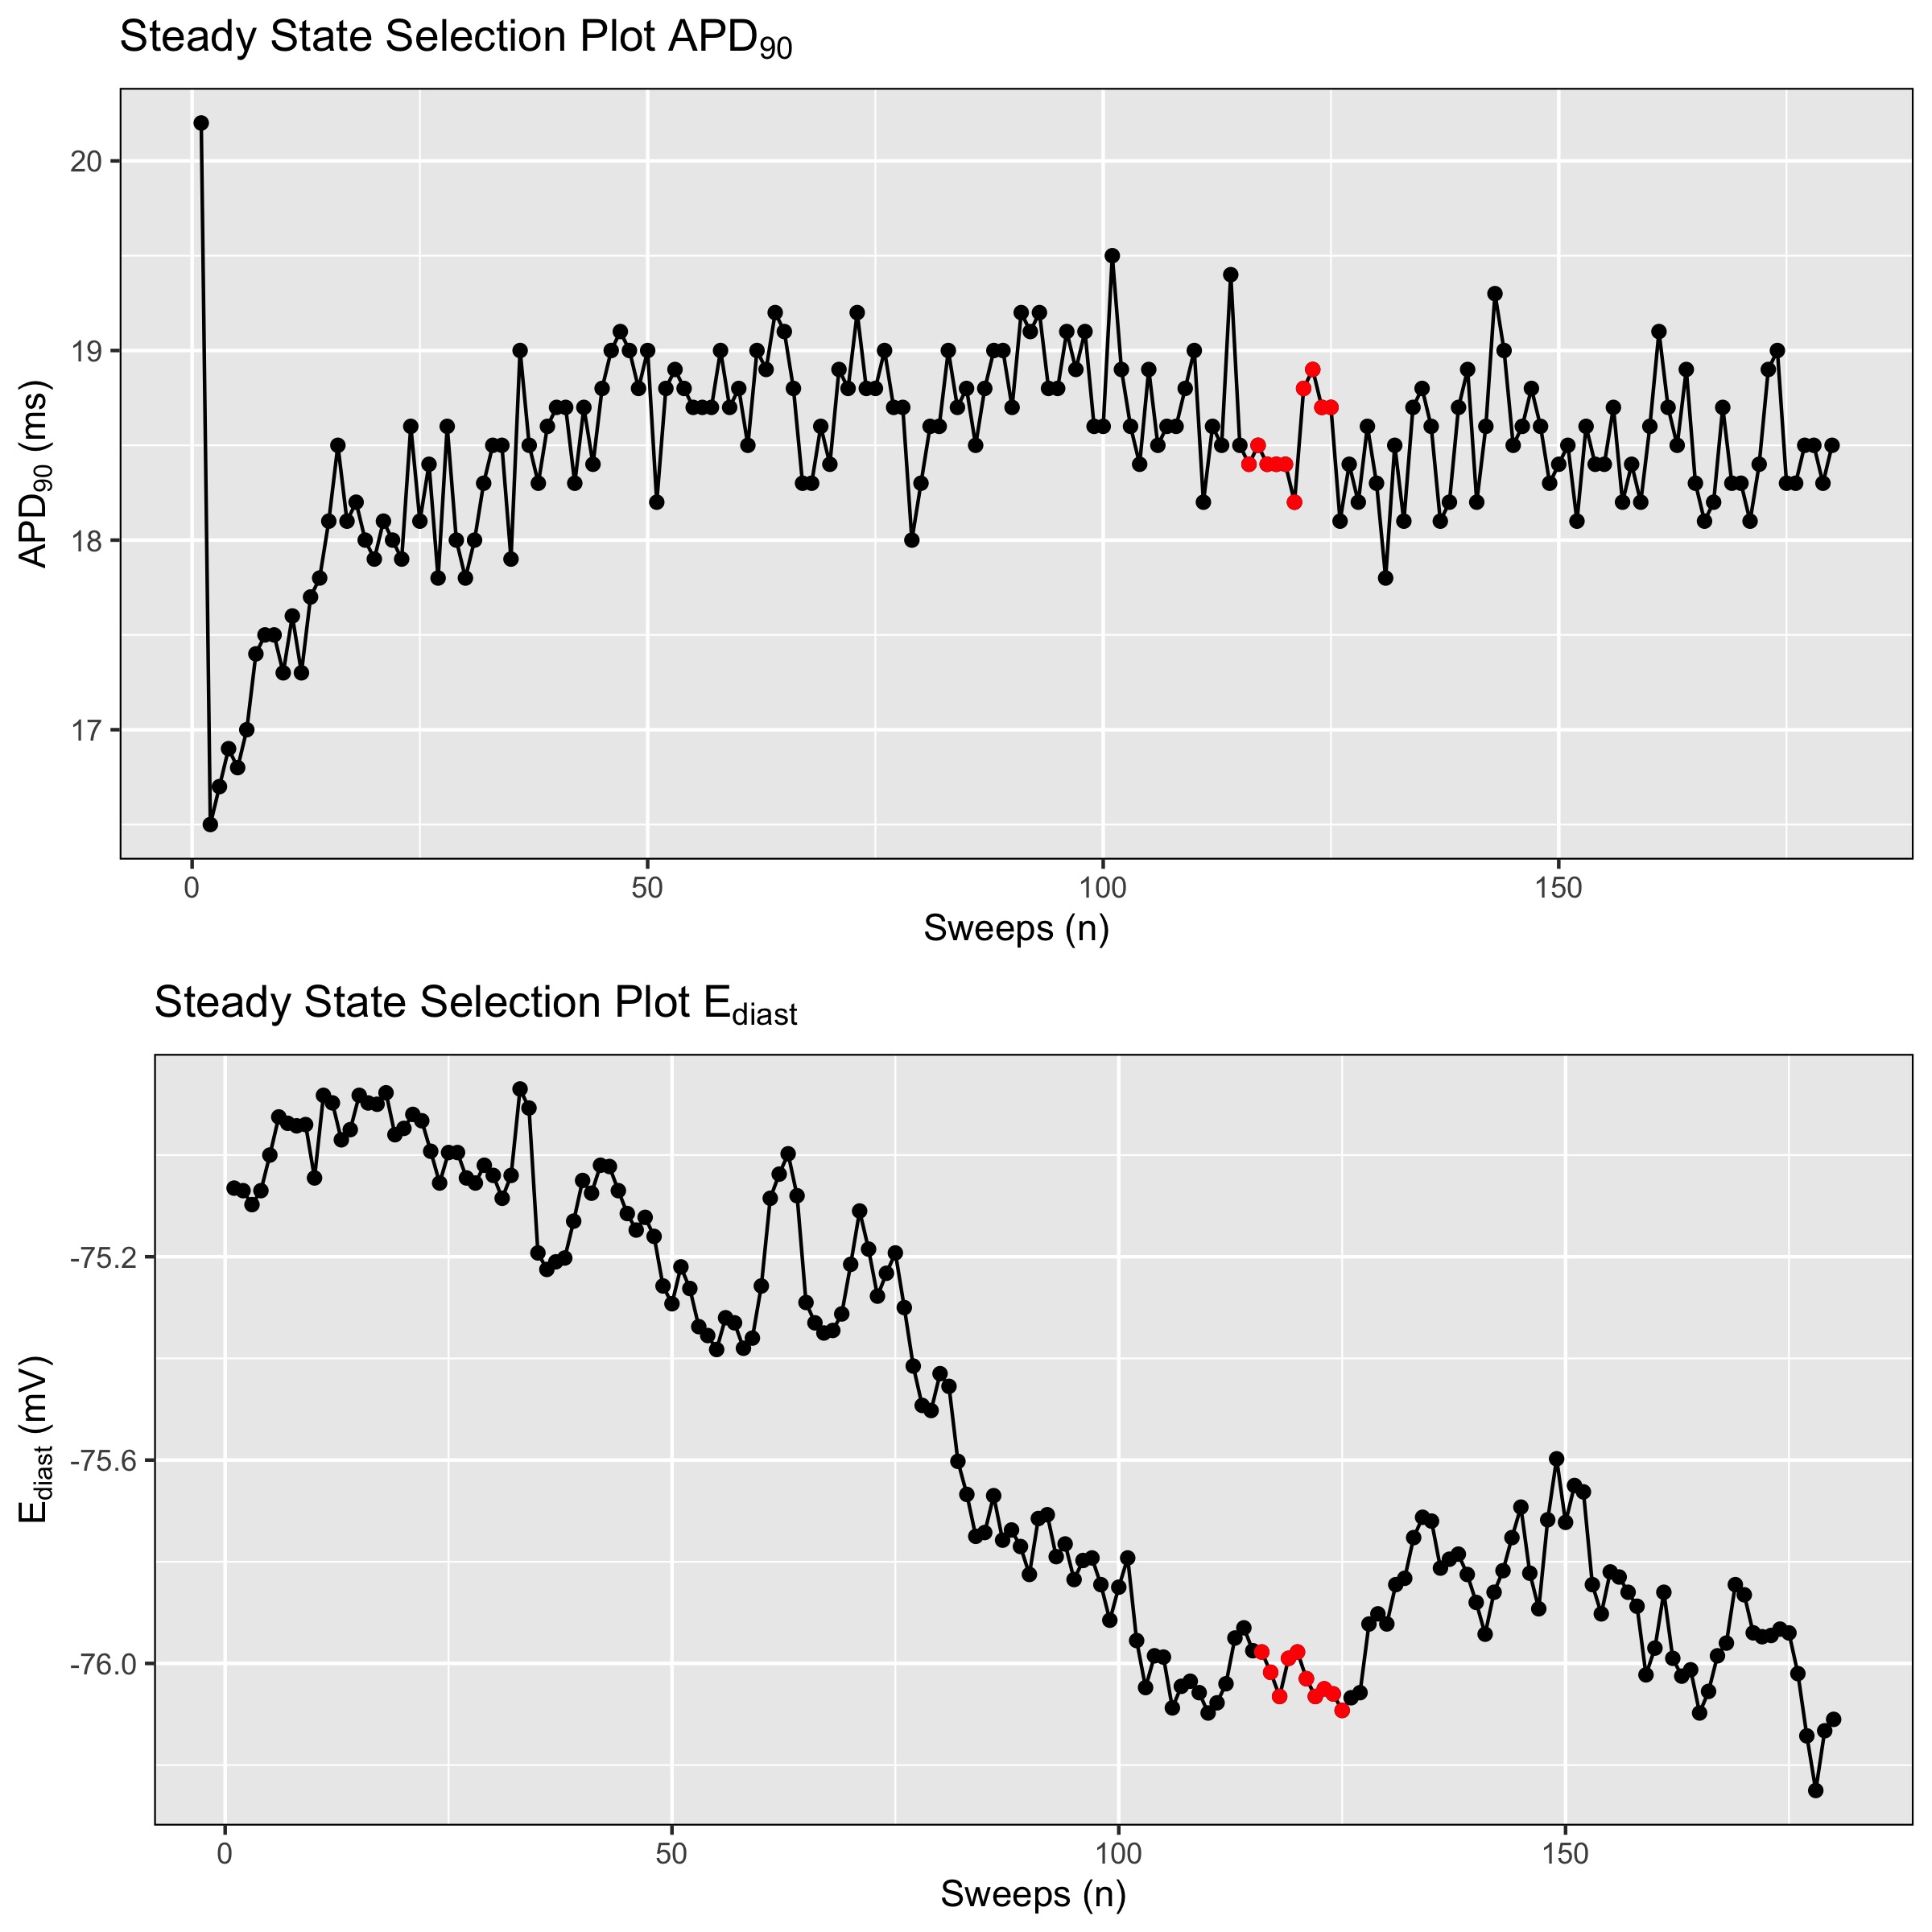 Steady State Selection Plot APD90
20
19
18
17
APD90 (ms)
0 50 100 150
Sweeps (n)
Steady State Selection Plot Ediast
-75.2
-75.6
-76.0
Ediast (mV)
0 50 100 150
Sweeps (n)